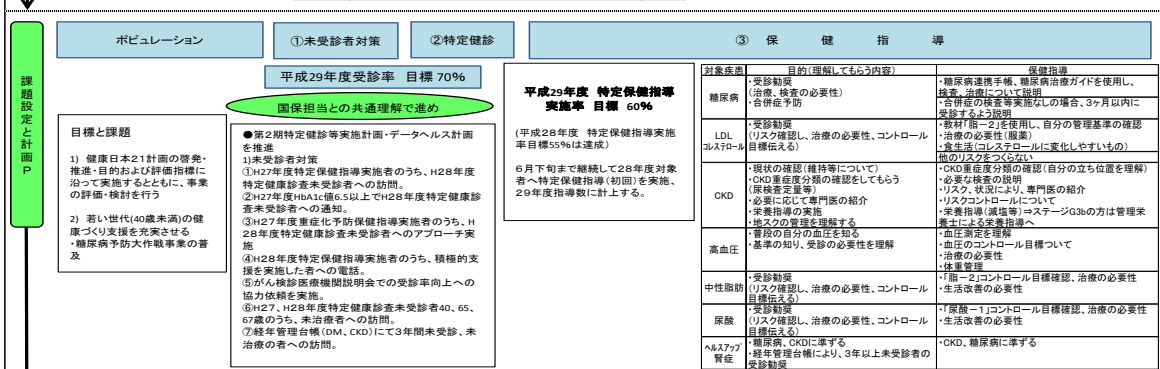 課題設定と計画P
ポピュレーション
①未受診者対策
②特定健診
③ 保 健 指 導
平成29年度受診率 目標 70%
国保担当との共通理解で進め
目標と課題
1) 健康日本21計画の啓発・
推進・目的および評価指標に
沿って実施するとともに、事業
の評価・検討を行う
2) 若い世代(40歳未満)の健
康づくり支援を充実させる
・糖尿病予防大作戦事業の普
及
●第2期特定健診等実施計画・データヘルス計画
を推進
1)未受診者対策
①H27年度特定保健指導実施者のうち、H28年度
特定健康診査未受診者への訪問。
②H27年度HbA1c値6.5以上でH28年度特定健康診
査未受診者への通知。
③H27年度重症化予防保健指導実施者のうち、H
28年度特定健康診査未受診者へのアプローチ実
施
④H28年度特定保健指導実施者のうち、積極的支
援を実施した者への電話。
⑤がん検診医療機関説明会での受診率向上への
協力依頼を実施。
⑥H27、H28年度特定健康診査未受診者40、65、
67歳のうち、未治療者への訪問。
⑦経年管理台帳(DM、CKD)にて3年間未受診、未
治療の者への訪問。
平成29年度 特定保健指導
実施率 目標 60%
(平成28年度 特定保健指導実施
率目標55%は達成)
6月下旬まで継続して28年度対象
者へ特定保健指導(初回)を実施、
29年度指導数に計上する。
対象疾患 目的(理解してもらう内容) 保健指導
糖尿病
・受診勧奨
(治療、検査の必要性)
・合併症予防
・糖尿病連携手帳、糖尿病治療ガイドを使用し、
検査、治療について説明
・合併症の検査等実施なしの場合、3ヶ月以内に
受診するよう説明
LDL
コレステロール
・受診勧奨
(リスク確認し、治療の必要性、コントロール
目標伝える)
・教材「脂－2」を使用し、自分の管理基準の確認
・治療の必要性(服薬)
・食生活(コレステロールに変化しやすいもの)
他のリスクをつくらない
CKD
・現状の確認(維持等について)
・CKD重症度分類の確認をしてもらう
(尿検査定量等)
・必要に応じて専門医の紹介
・栄養指導の実施
・他スクの管理を理解する
・CKD重症度分類の確認(自分の立ち位置を理解)
・必要な検査の説明
・リスク、状況により、専門医の紹介
・リスクコントロールについて
・栄養指導(減塩等)⇒ステージG3bの方は管理栄
養士による栄養指導へ
高血圧
・普段の自分の血圧を知る
・基準の知り、受診の必要性を理解
・血圧測定を理解
・血圧のコントロール目標ついて
・治療の必要性
・体重管理
中性脂肪
・受診勧奨
(リスク確認し、治療の必要性、コントロール
目標伝える)
・「脂－2」コントロール目標確認、治療の必要性
・生活改善の必要性
尿酸
・受診勧奨
(リスク確認し、治療の必要性、コントロール
目標伝える)
・「尿酸－1」コントロール目標確認、治療の必要性
・生活改善の必要性
ヘルスアップ
腎症
・糖尿病、CKDに準ずる
・経年管理台帳により、3年以上未受診者の
受診勧奨
・CKD、糖尿病に準ずる